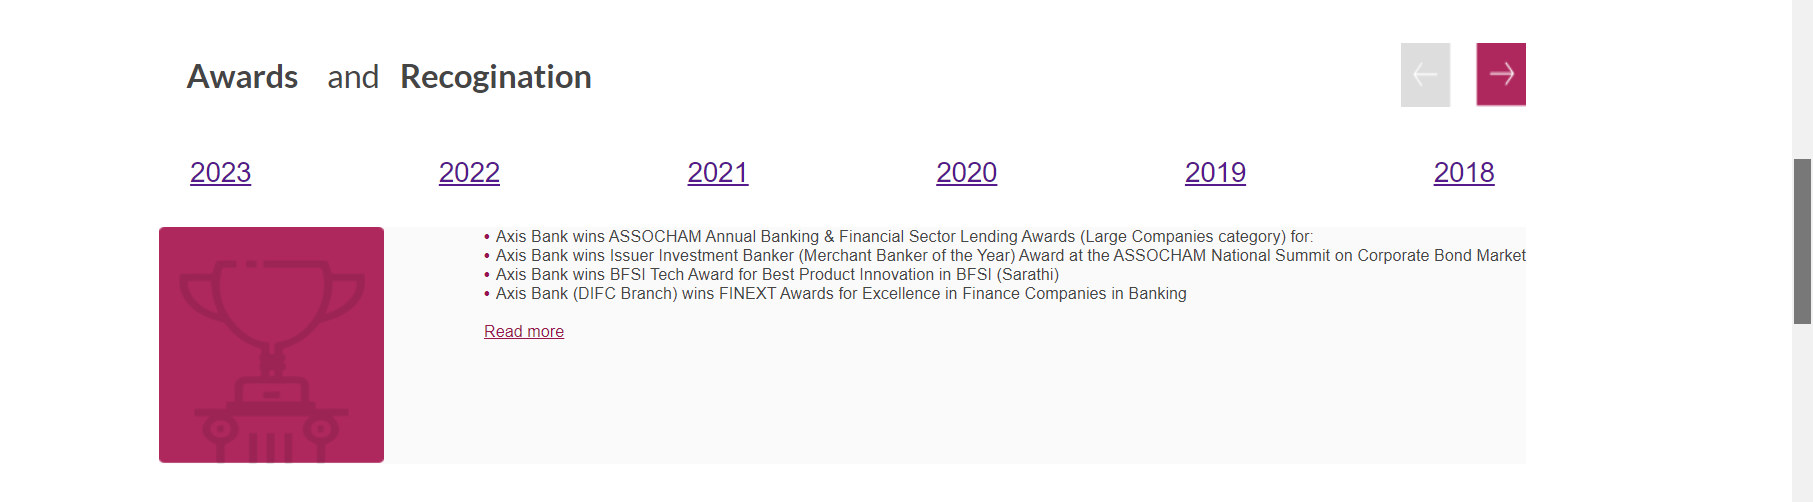 Awards and Recogination
2023 2022 2021 2020 2019 2018
• Axis Bank wins ASSOCHAM Annual Banking & Financial Sector Lending Awards (Large Companies category) for:
• Axis Bank wins Issuer Investment Banker (Merchant Banker of the Year) Award at the ASSOCHAM National Summit on Corporate Bond Market
• Axis Bank wins BFSI Tech Award for Best Product Innovation in BFSI (Sarathi)
• Axis Bank (DIFC Branch) wins FINEXT Awards for Excellence in Finance Companies in Banking
Read more